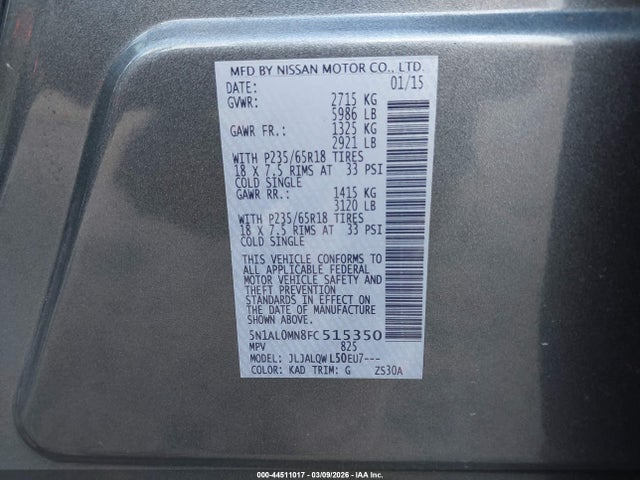 MFD BY NISSAN MOTOR CO., LTD.
DATE: 01/15
GVWR: 2715 KG
5986 LB
GAWR FR.: 1325 KG
2921 LB
WITH P235/65R18 TIRES
18 X 7.5 RIMS AT 33 PSI
COLD SINGLE
GAWR RR.: 1415 KG
3120 LB
WITH P235/65R18 TIRES
18 X 7.5 RIMS AT 33 PSI
COLD SINGLE
THIS VEHICLE CONFORMS TO
ALL APPLICABLE FEDERAL
MOTOR VEHICLE SAFETY AND
THEFT PREVENTION
STANDARDS IN EFFECT ON
THE DATE OF MANUFACTURE
SHOWN ABOVE.
5N1AL0MN8FC515350
MPV 825
MODEL: JLJALQWL50EU7---
COLOR: KAD TRIM: G ZS30A
000-44511017 | 03/09/2026 - IAA Inc.